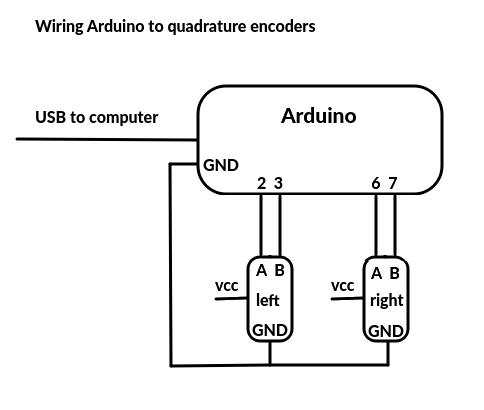 Wiring Arduino to quadrature encoders
USB to computer
Arduino
GND
2 3
6 7
A B
vcc
left
GND
A B
vcc
right
GND